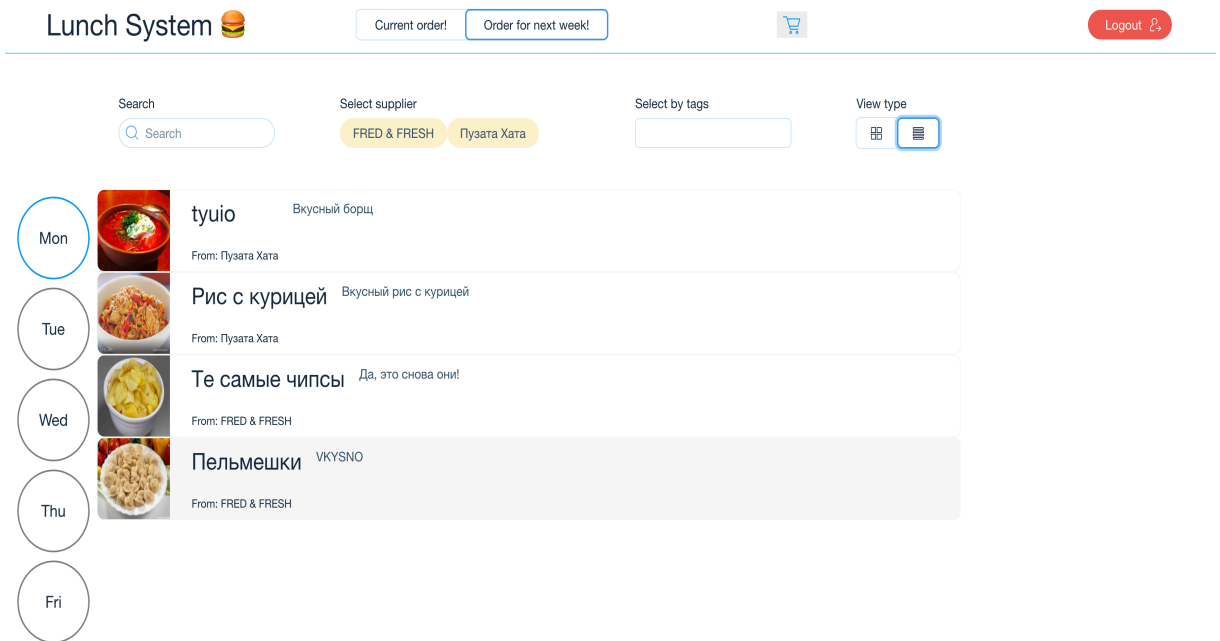 Lunch System 🍔
Current order!
Order for next week!
Logout
Search
Select supplier
Select by tags
View type
Search
FRED & FRESH
Пузата Хата
Mon
tyuio
Вкусный борщ
From: Пузата Хата
Рис с курицей
Вкусный рис с курицей
From: Пузата Хата
Tue
Те самые чипсы
Да, это снова они!
From: FRED & FRESH
Wed
Пельмешки
VKYSNO
From: FRED & FRESH
Thu
Fri